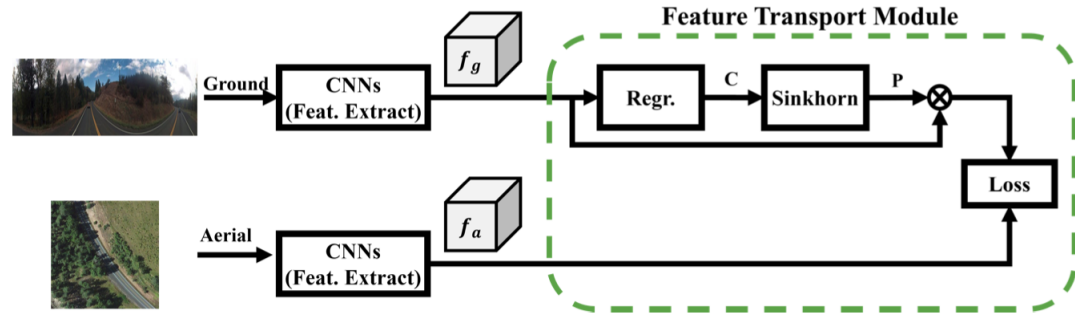 Feature Transport Module
Ground
CNNs
(Feat. Extract)
f_g
Regr.
C
Sinkhorn
P
Loss
Aerial
CNNs
(Feat. Extract)
f_a